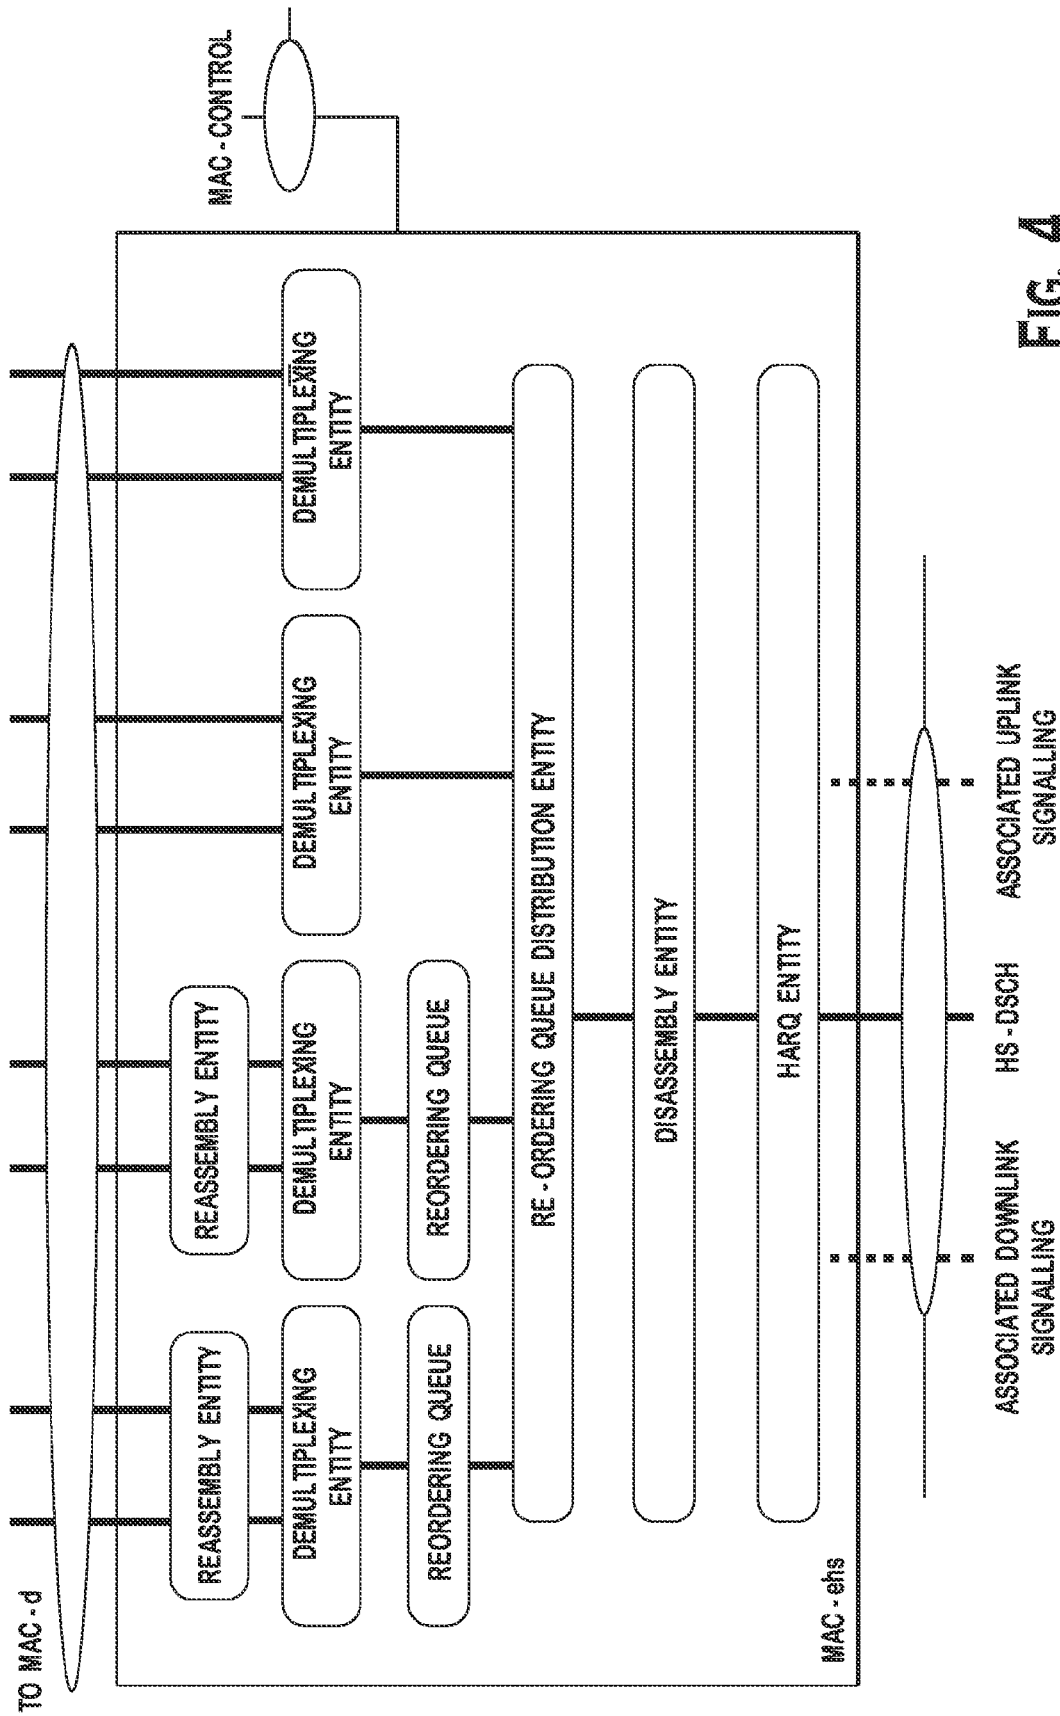 TO MAC - d
MAC - CONTROL
REASSEMBLY ENTITY
REASSEMBLY ENTITY
DEMULTIPLEXING
ENTITY
DEMULTIPLEXING
ENTITY
DEMULTIPLEXING
ENTITY
DEMULTIPLEXING
ENTITY
REORDERING QUEUE
REORDERING QUEUE
RE - ORDERING QUEUE DISTRIBUTION ENTITY
DISASSEMBLY ENTITY
HARQ ENTITY
MAC - ehs
ASSOCIATED DOWNLINK
SIGNALLING
HS - DSCH
ASSOCIATED UPLINK
SIGNALLING
FIG. 4